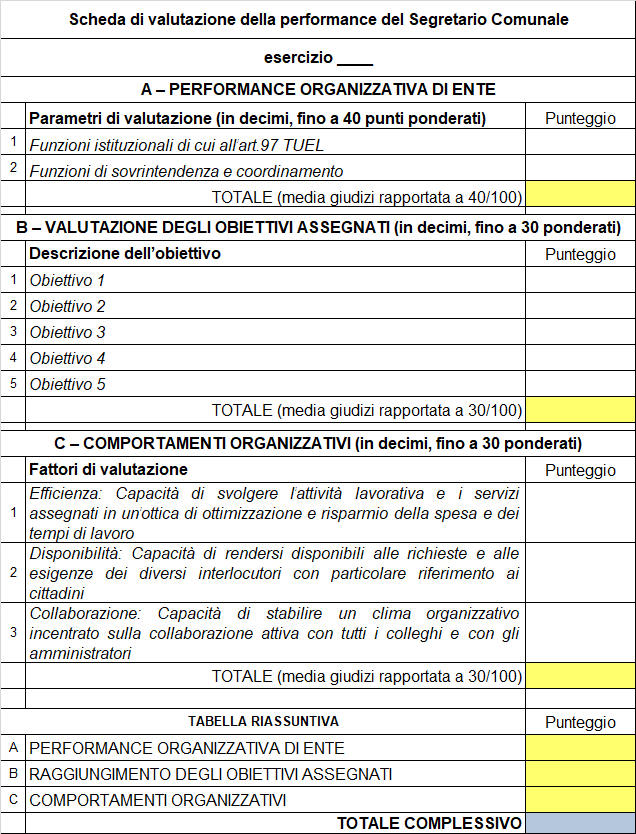 Scheda di valutazione della performance del Segretario Comunale
esercizio ____
A – PERFORMANCE ORGANIZZATIVA DI ENTE
Parametri di valutazione (in decimi, fino a 40 punti ponderati) Punteggio
1 Funzioni istituzionali di cui all'art.97 TUEL
2 Funzioni di sovrintendenza e coordinamento
TOTALE (media giudizi rapportata a 40/100)
B – VALUTAZIONE DEGLI OBIETTIVI ASSEGNATI (in decimi, fino a 30 ponderati)
Descrizione dell'obiettivo Punteggio
1 Obiettivo 1
2 Obiettivo 2
3 Obiettivo 3
4 Obiettivo 4
5 Obiettivo 5
TOTALE (media giudizi rapportata a 30/100)
C – COMPORTAMENTI ORGANIZZATIVI (in decimi, fino a 30 ponderati)
Fattori di valutazione Punteggio
Efficienza: Capacità di svolgere l'attività lavorativa e i servizi
1 assegnati in un'ottica di ottimizzazione e risparmio della spesa e dei
tempi di lavoro
Disponibilità: Capacità di rendersi disponibili alle richieste e alle
2 esigenze dei diversi interlocutori con particolare riferimento ai
cittadini
Collaborazione: Capacità di stabilire un clima organizzativo
3 incentrato sulla collaborazione attiva con tutti i colleghi e con gli
amministratori
TOTALE (media giudizi rapportata a 30/100)
TABELLA RIASSUNTIVA Punteggio
A PERFORMANCE ORGANIZZATIVA DI ENTE
B RAGGIUNGIMENTO DEGLI OBIETTIVI ASSEGNATI
C COMPORTAMENTI ORGANIZZATIVI
TOTALE COMPLESSIVO